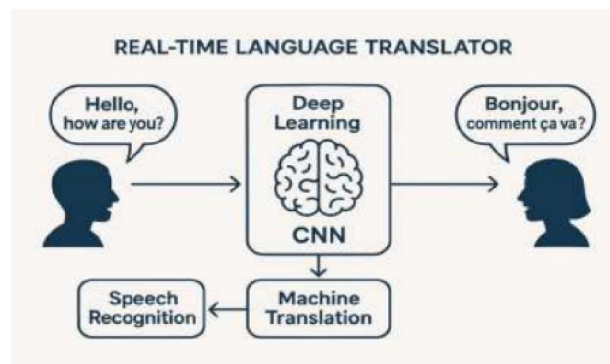 REAL-TIME LANGUAGE TRANSLATOR
Hello,
how are you?
Deep
Learning
CNN
Bonjour,
comment ça va?
Speech
Recognition
Machine
Translation